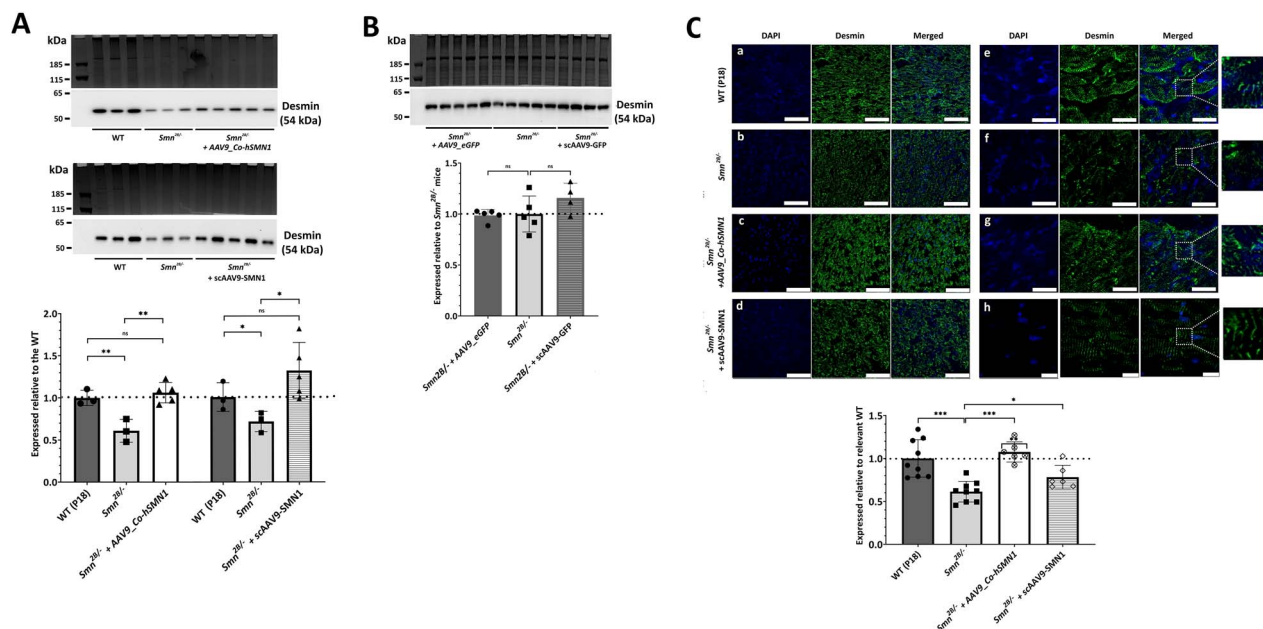 A
kDa
185
115
65
50
Desmin
(54 kDa)
WT
Smn²ᴮ/⁻
Smn²ᴮ/⁻
+ AAV9_Co-hSMN1
kDa
185
115
65
50
Desmin
(54 kDa)
WT
Smn²ᴮ/⁻
Smn²ᴮ/⁻
+ scAAV9-SMN1
Expressed relative to the WT
2.0
1.5
1.0
0.5
0.0
**
ns
**
*
ns
*
WT (P18)
Smn²ᴮ/⁻
Smn²ᴮ/⁻ + AAV9_Co-hSMN1
WT (P18)
Smn²ᴮ/⁻
Smn²ᴮ/⁻ + scAAV9-SMN1
B
kDa
185
115
65
50
Desmin
(54 kDa)
Smn²ᴮ/⁻
+ AAV9_eGFP
Smn²ᴮ/⁻
Smn²ᴮ/⁻
+ scAAV9-GFP
Expressed relative to Smn²ᴮ/⁻ mice
1.5
1.0
0.5
0.0
ns
ns
Smn2B/- + AAV9_eGFP
Smn²ᴮ/⁻
Smn2B/- + scAAV9-GFP
C
DAPI Desmin Merged DAPI Desmin Merged
WT (P18)
a
e
Smn²ᴮ/⁻
b
f
Smn²ᴮ/⁻
+AAV9_Co-hSMN1
c
g
Smn²ᴮ/⁻
+ scAAV9-SMN1
d
h
Expressed relative to relevant WT
1.5
1.0
0.5
0.0
***
***
*
WT (P18)
Smn²ᴮ/⁻
Smn²ᴮ/⁻ + AAV9_Co-hSMN1
Smn²ᴮ/⁻ + scAAV9-SMN1